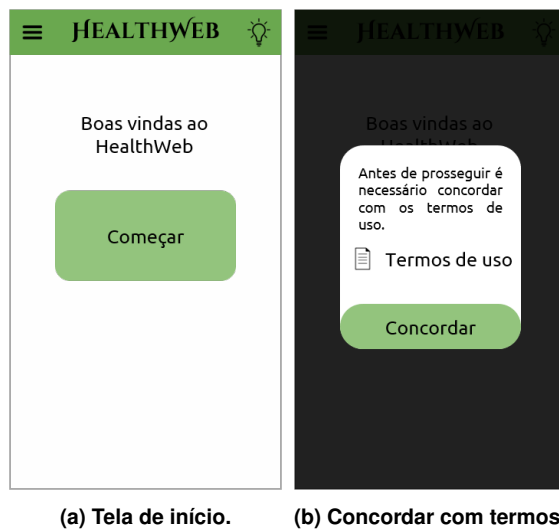 HEALTHWEB
Boas vindas ao
HealthWeb
Começar
(a) Tela de início.
HEALTHWEB
Boas vindas ao
HealthWeb
Antes de prosseguir é
necessário concordar
com os termos de
uso.
Termos de uso
Concordar
(b) Concordar com termos